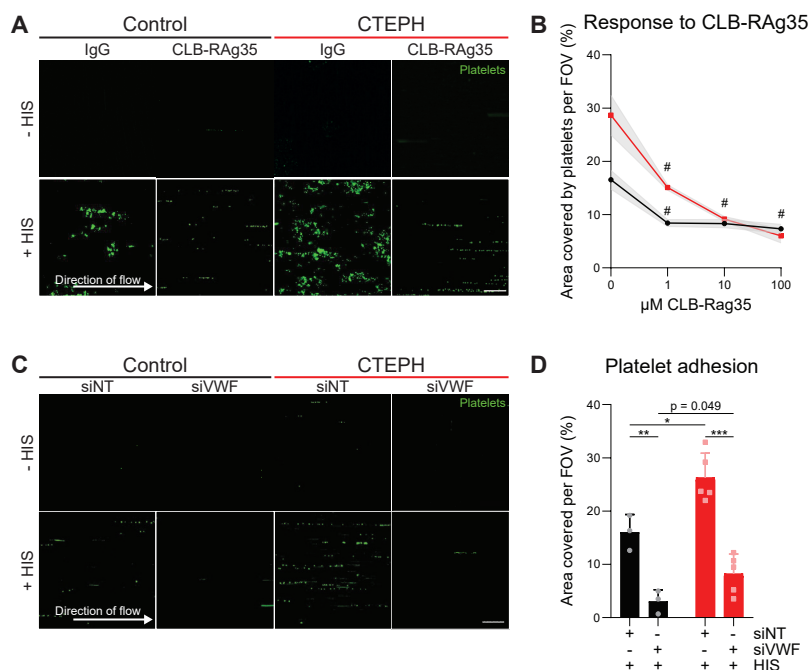 A
Control
CTEPH
IgG
CLB-RAg35
IgG
CLB-RAg35
Platelets
- HIS
+ HIS
Direction of flow
B
Response to CLB-RAg35
Area covered by platelets per FOV (%)
40
30
20
10
0
#
#
#
#
0
1
10
100
µM CLB-Rag35
C
Control
CTEPH
siNT
siVWF
siNT
siVWF
Platelets
- HIS
+ HIS
Direction of flow
D
Platelet adhesion
Area covered per FOV (%)
40
30
20
10
0
p = 0.049
*
**
***
+ - + - siNT
- + - + siVWF
+ + + + HIS